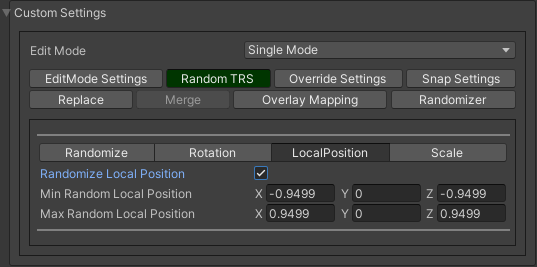 Custom Settings
Edit Mode Single Mode
EditMode Settings Random TRS Override Settings Snap Settings
Replace Merge Overlay Mapping Randomizer
Randomize Rotation LocalPosition Scale
Randomize Local Position
Min Random Local Position X -0.9499 Y 0 Z -0.9499
Max Random Local Position X 0.9499 Y 0 Z 0.9499